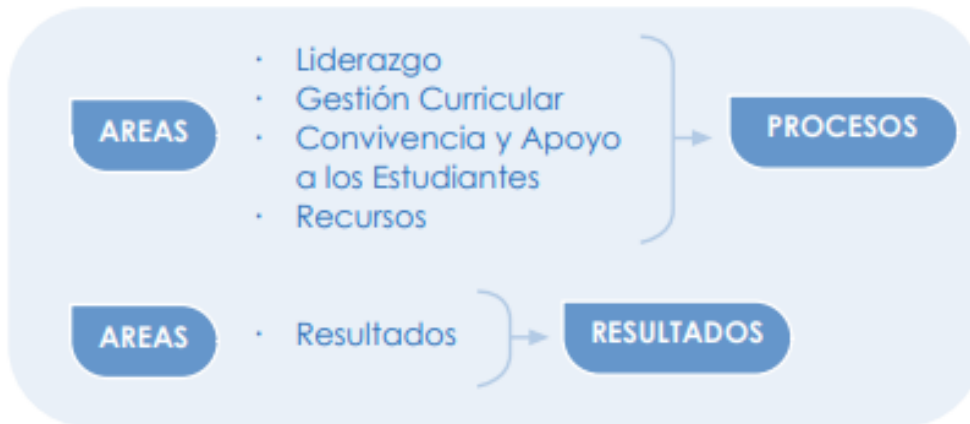 AREAS
· Liderazgo
· Gestión Curricular
· Convivencia y Apoyo
a los Estudiantes
· Recursos
PROCESOS
AREAS
· Resultados
RESULTADOS